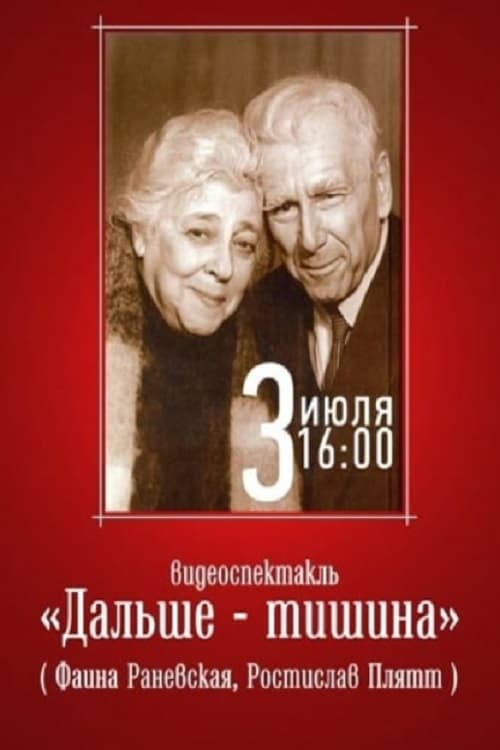 3 ИЮЛЯ
16:00
видеоспектакль
«Дальше - тишина»
( Фаина Раневская, Ростислав Плятт )